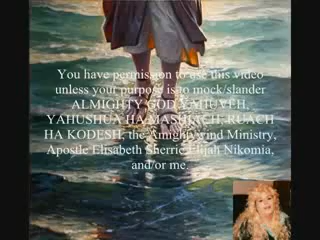 You have permission to use this video
unless your purpose is to mock/slander
ALMIGHTY GOD YAHUVEH,
YAHUSHUA HA MASHIACH, RUACH
HA KODESH, the Almightywind Ministry,
Apostle Elisabeth Sherrie Elijah Nikomia,
and/or me.